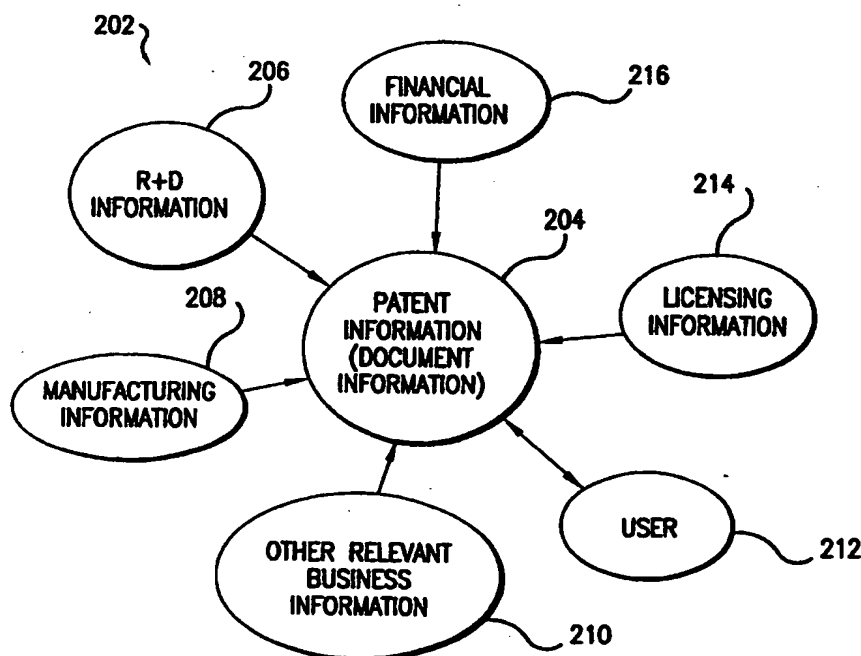 202
206
FINANCIAL
INFORMATION
216
R+D
INFORMATION
214
204
208
PATENT
INFORMATION
(DOCUMENT
INFORMATION)
LICENSING
INFORMATION
MANUFACTURING
INFORMATION
USER
212
OTHER RELEVANT
BUSINESS
INFORMATION
210